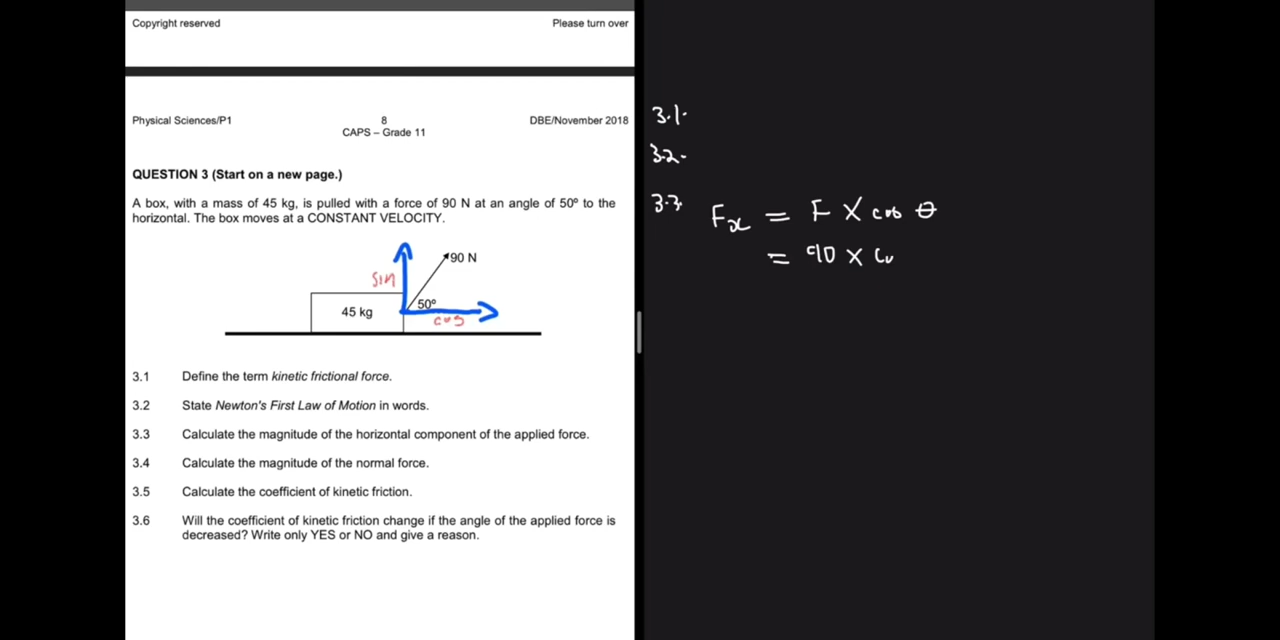 Copyright reserved
Please turn over
Physical Sciences/P1
8
DBE/November 2018
CAPS – Grade 11
QUESTION 3 (Start on a new page.)
A box, with a mass of 45 kg, is pulled with a force of 90 N at an angle of 50º to the
horizontal. The box moves at a CONSTANT VELOCITY.
90 N
sin
50º
45 kg
cos
3.1 Define the term kinetic frictional force.
3.2 State Newton's First Law of Motion in words.
3.3 Calculate the magnitude of the horizontal component of the applied force.
3.4 Calculate the magnitude of the normal force.
3.5 Calculate the coefficient of kinetic friction.
3.6 Will the coefficient of kinetic friction change if the angle of the applied force is
decreased? Write only YES or NO and give a reason.
3.1.
3.2.
3.3 Fx = F × cos θ
= 90 × co